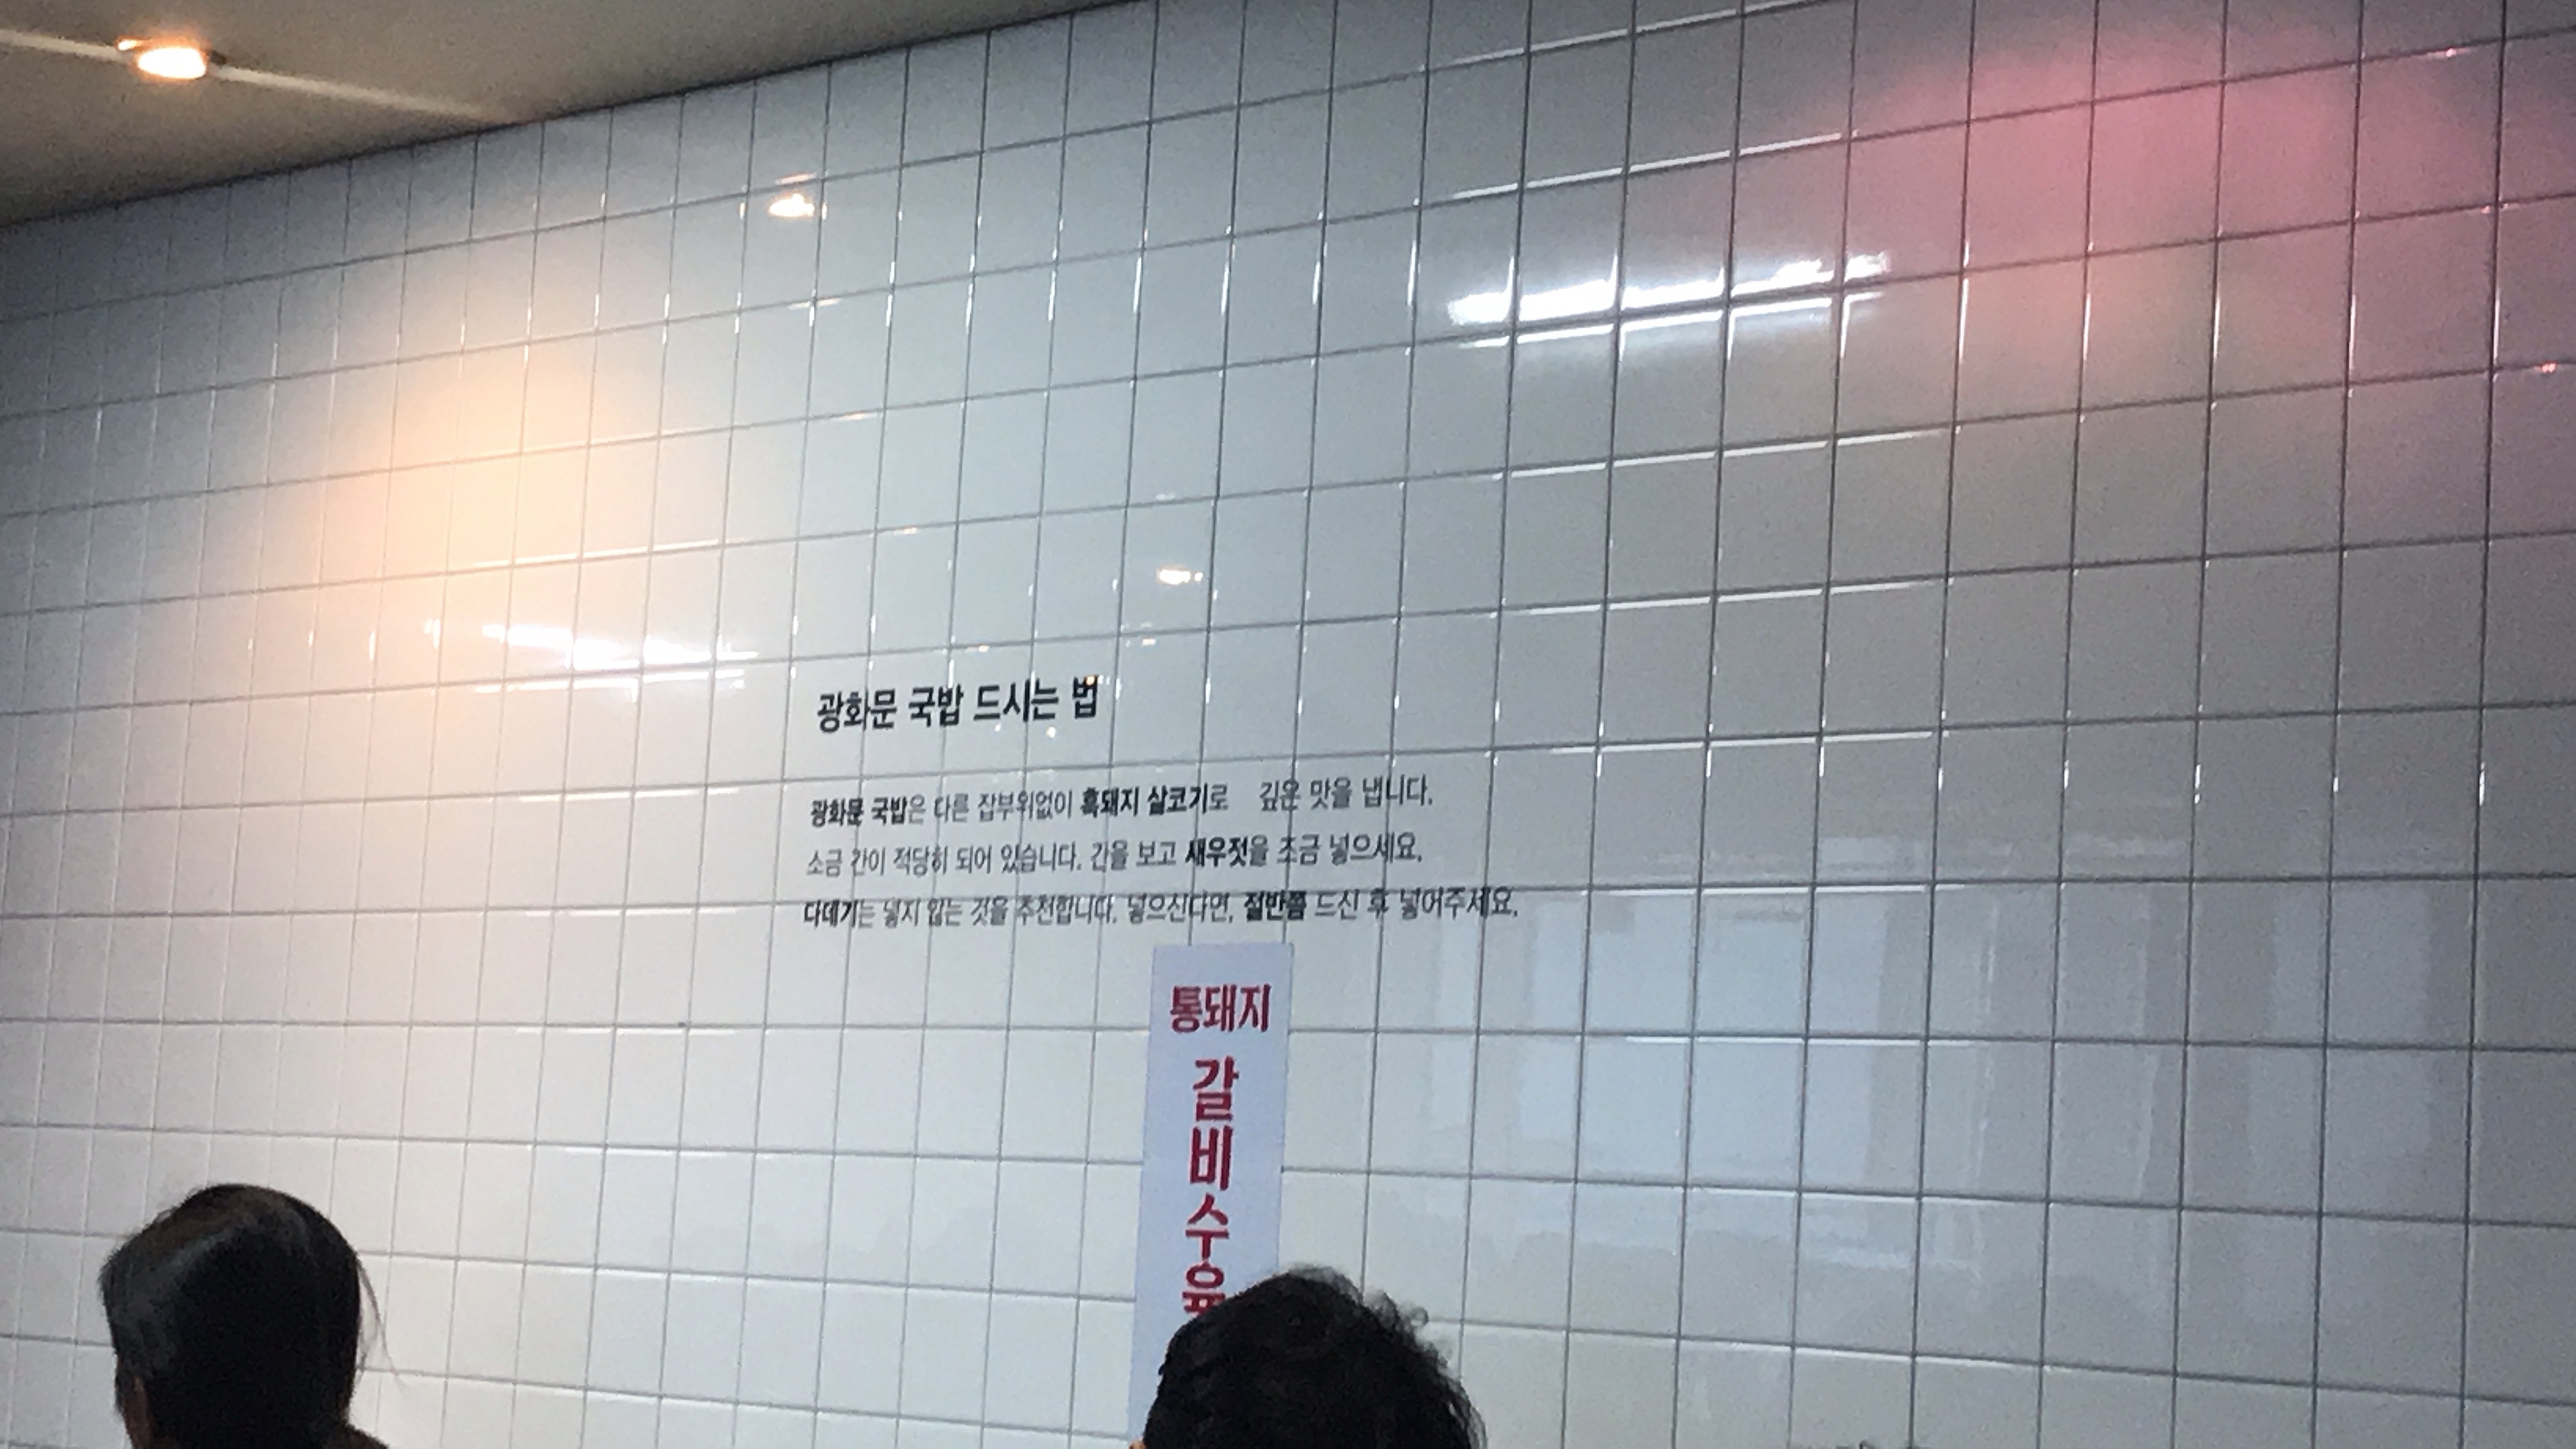 광화문 국밥 드시는 법
광화문 국밥은 다른 잡부위없이 흑돼지 살코기로 깊은 맛을 냅니다.
소금 간이 적당히 되어 있습니다. 간을 보고 새우젓을 조금 넣으세요.
다데기는 넣지 않는 것을 추천합니다. 넣으신다면, 절반쯤 드신 후 넣어주세요.
통돼지
갈
비
수
육